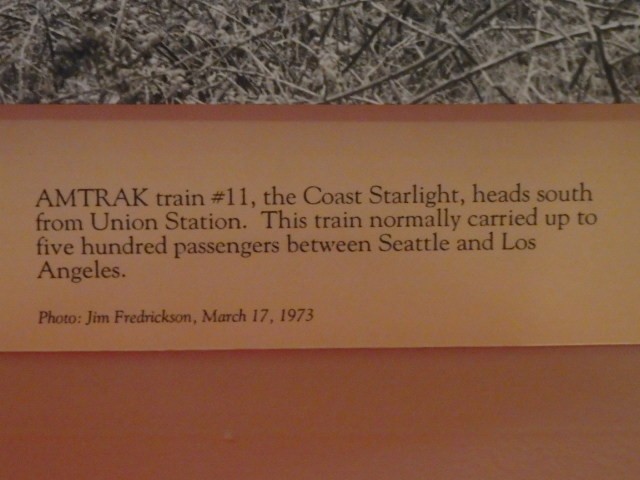 AMTRAK train #11, the Coast Starlight, heads south
from Union Station. This train normally carried up to
five hundred passengers between Seattle and Los
Angeles.
Photo: Jim Fredrickson, March 17, 1973